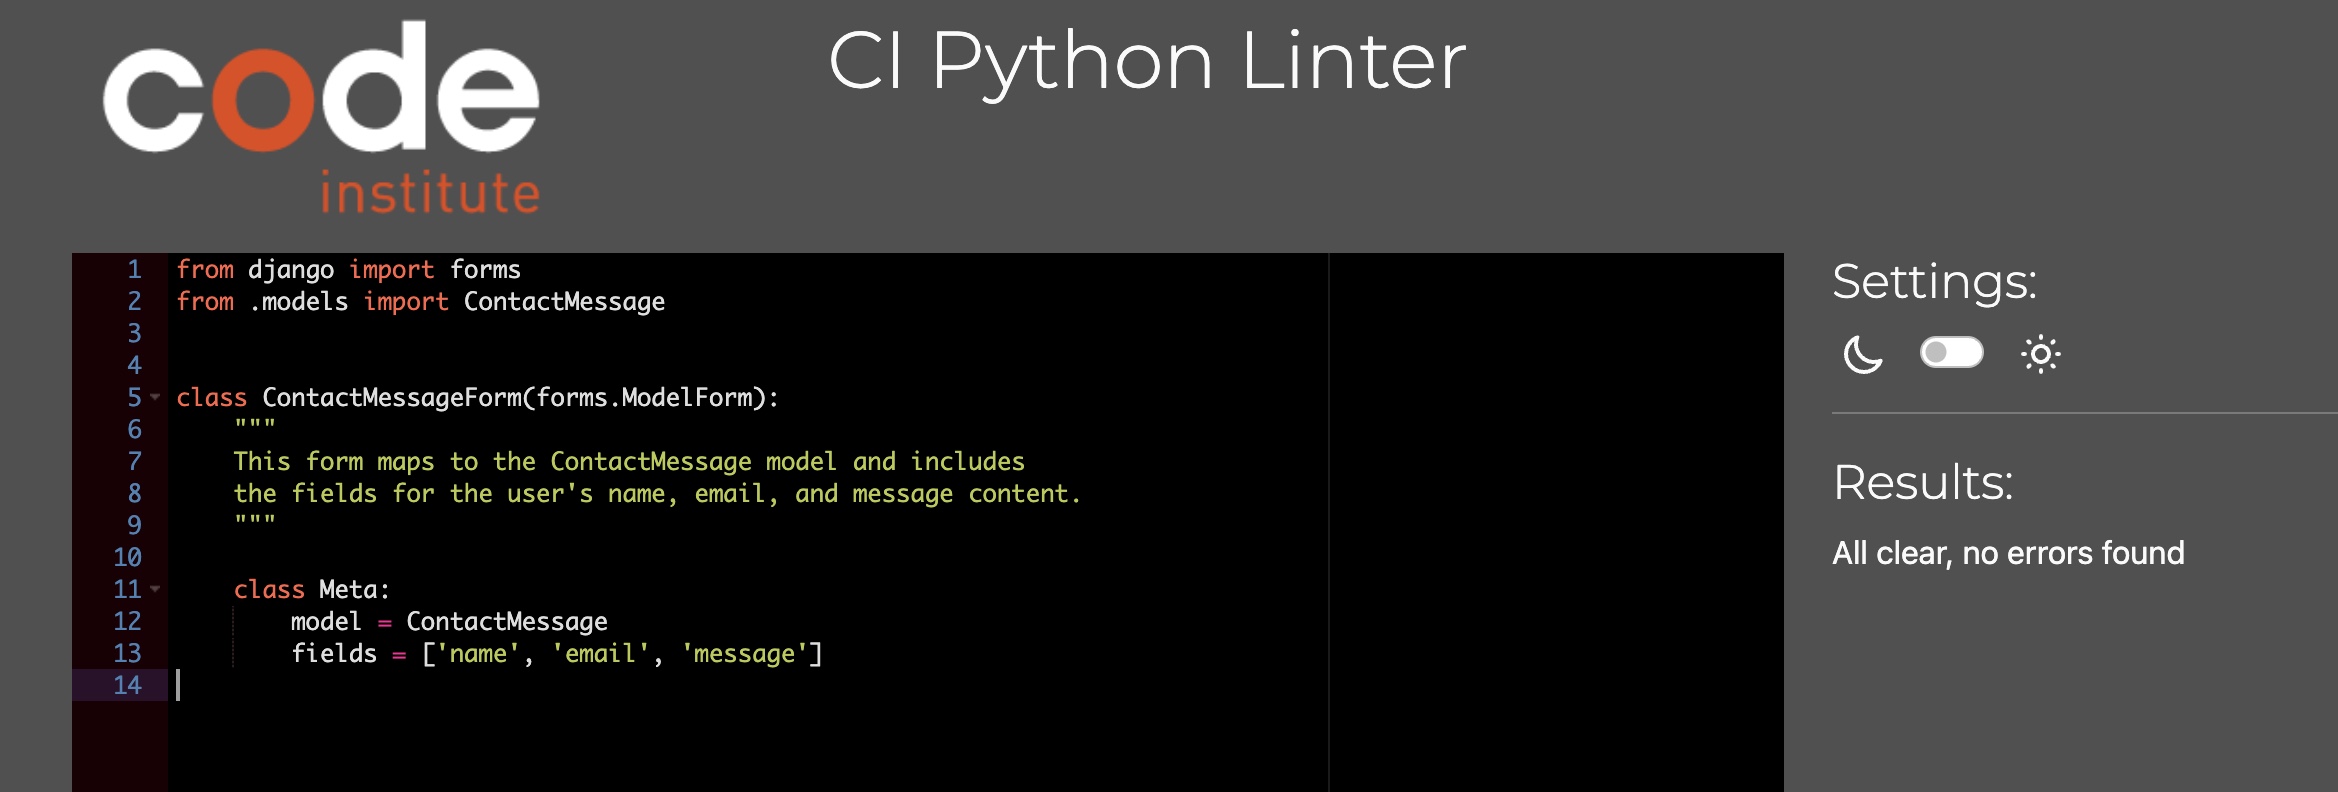 code
institute
CI Python Linter
1 from django import forms
2 from .models import ContactMessage
3
4
5 class ContactMessageForm(forms.ModelForm):
6     """
7     This form maps to the ContactMessage model and includes
8     the fields for the user's name, email, and message content.
9     """
10
11     class Meta:
12         model = ContactMessage
13         fields = ['name', 'email', 'message']
14
Settings:
Results:
All clear, no errors found